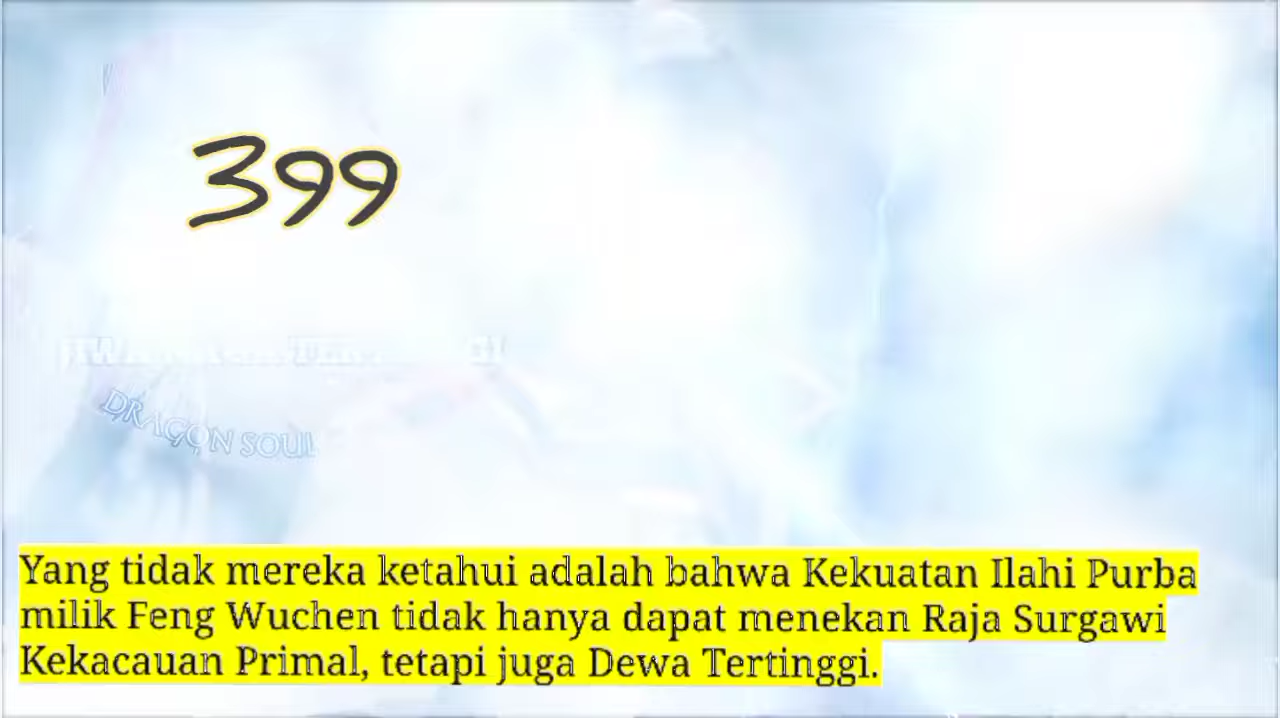 399
DRAGON SOUL
Yang tidak mereka ketahui adalah bahwa Kekuatan Ilahi Purba
milik Feng Wuchen tidak hanya dapat menekan Raja Surgawi
Kekacauan Primal, tetapi juga Dewa Tertinggi.